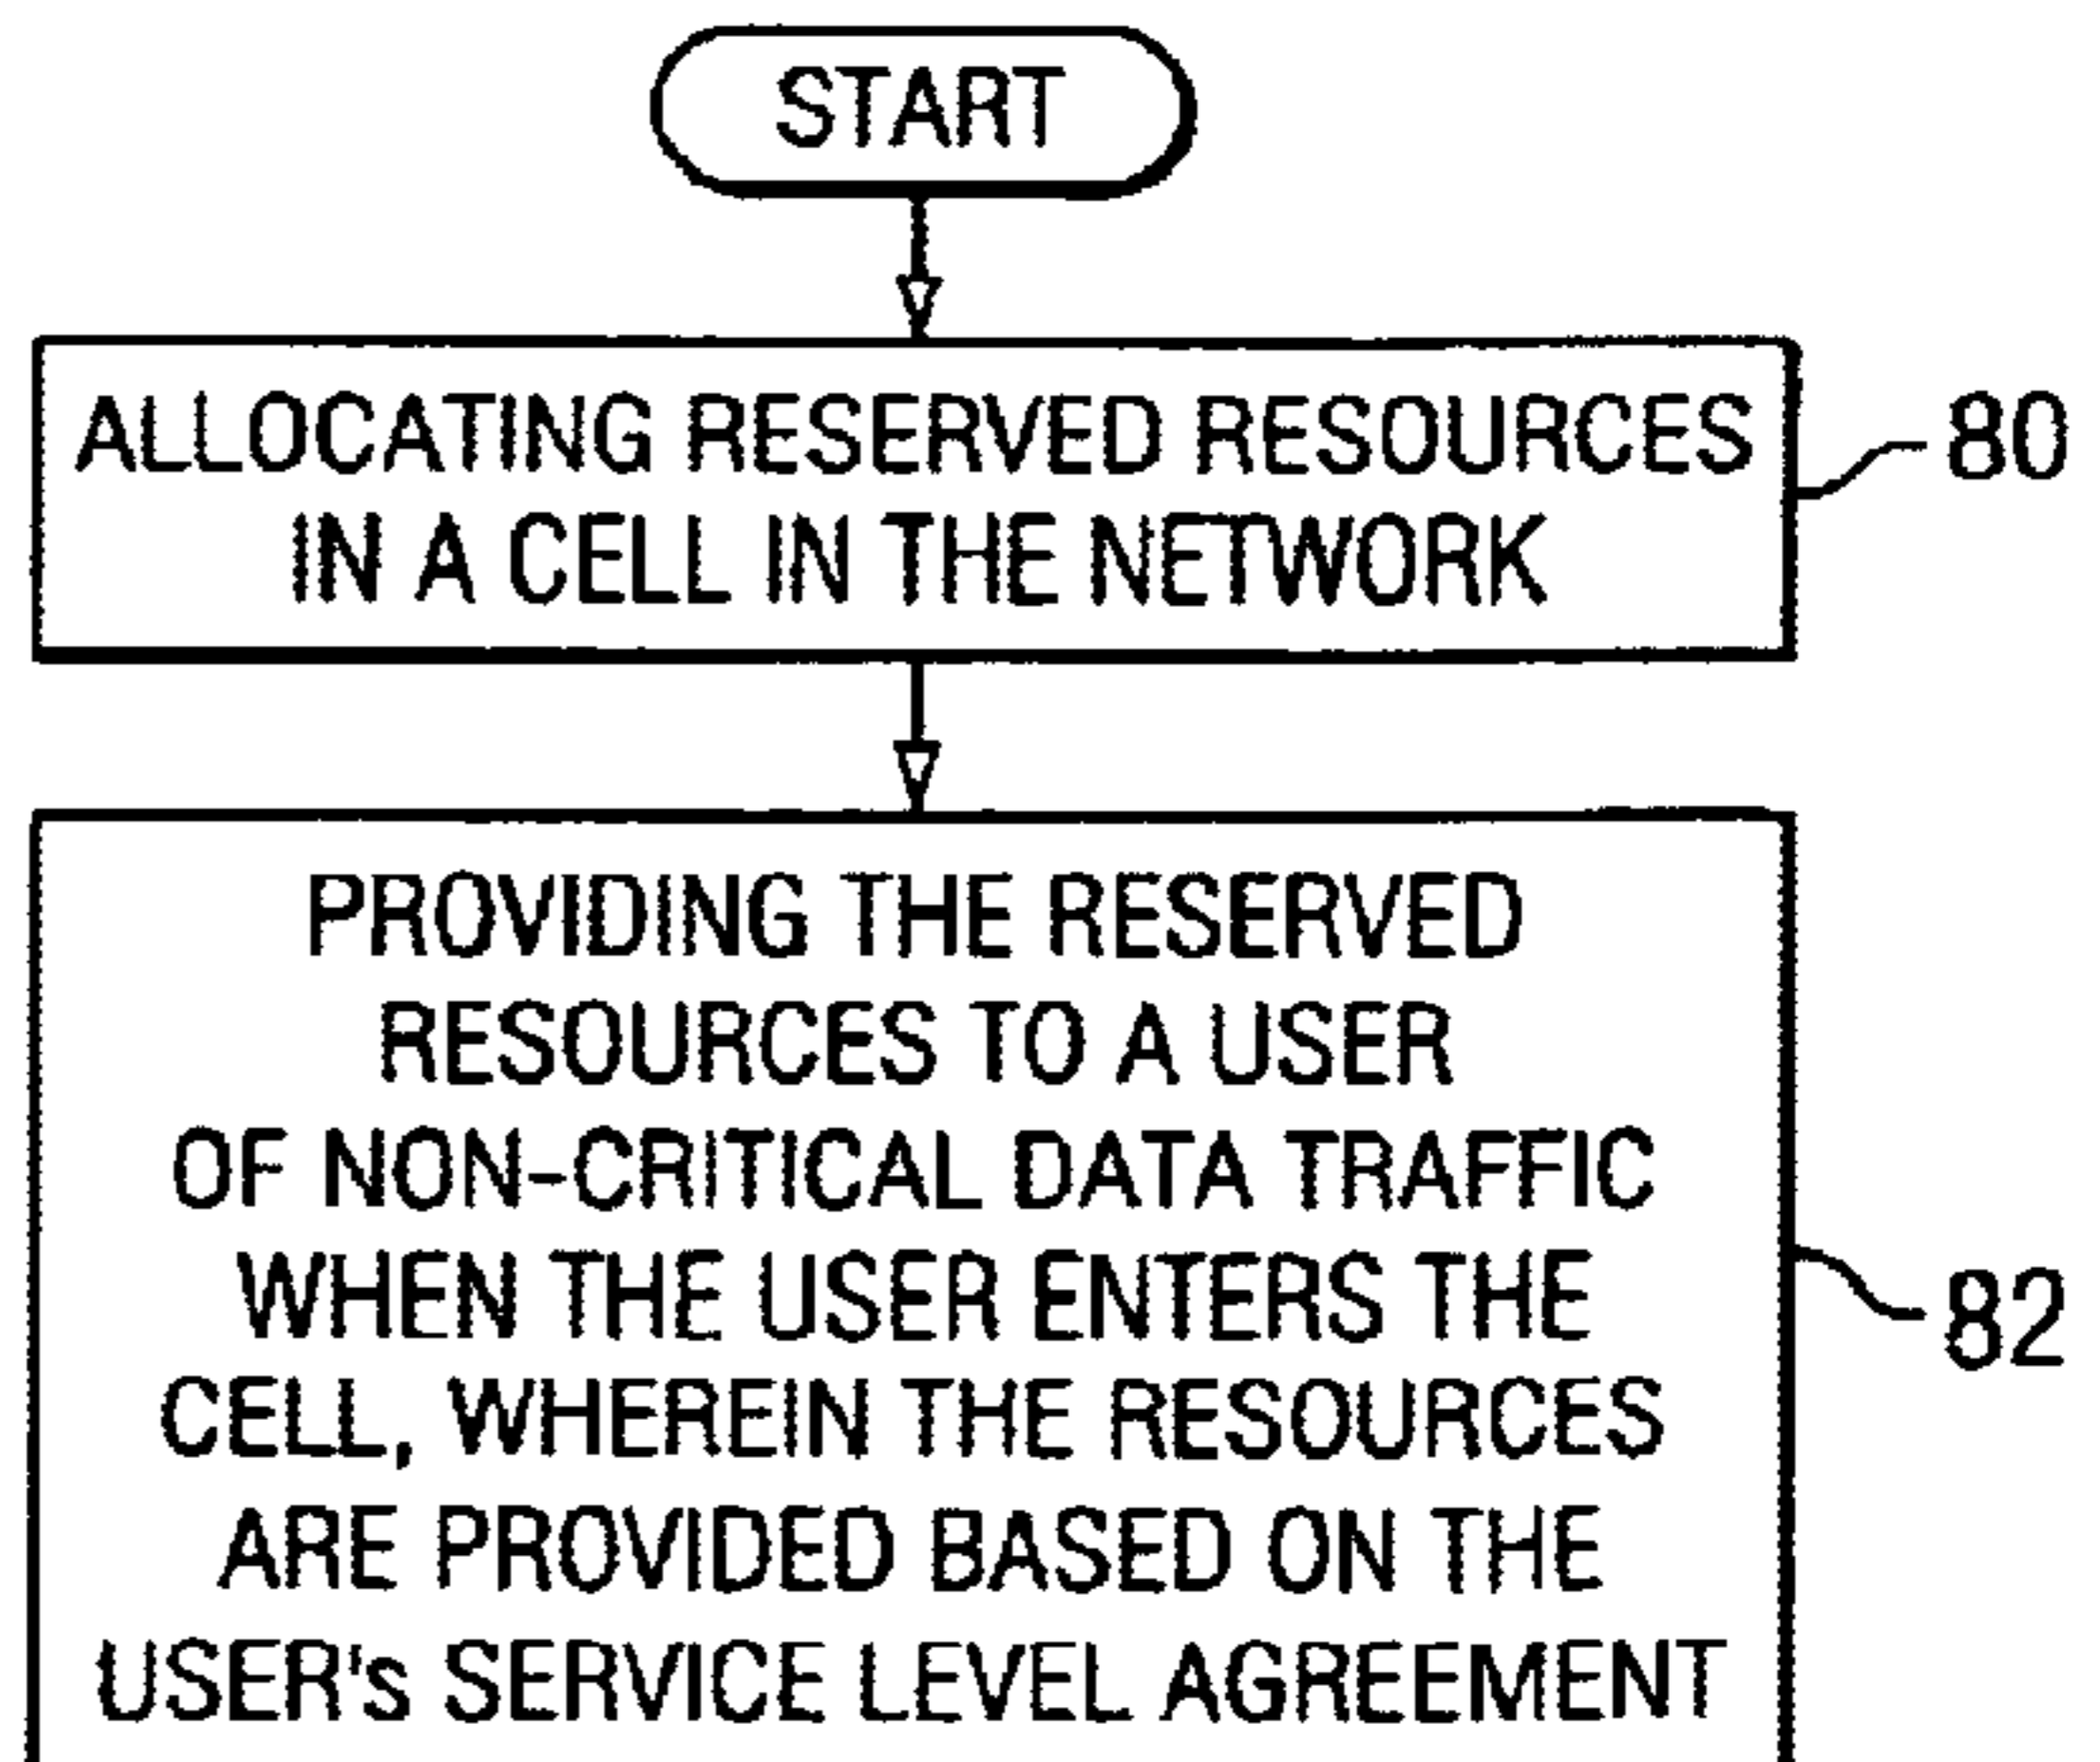 START
ALLOCATING RESERVED RESOURCES
IN A CELL IN THE NETWORK
80
PROVIDING THE RESERVED
RESOURCES TO A USER
OF NON-CRITICAL DATA TRAFFIC
WHEN THE USER ENTERS THE
CELL, WHEREIN THE RESOURCES
ARE PROVIDED BASED ON THE
USER's SERVICE LEVEL AGREEMENT
82